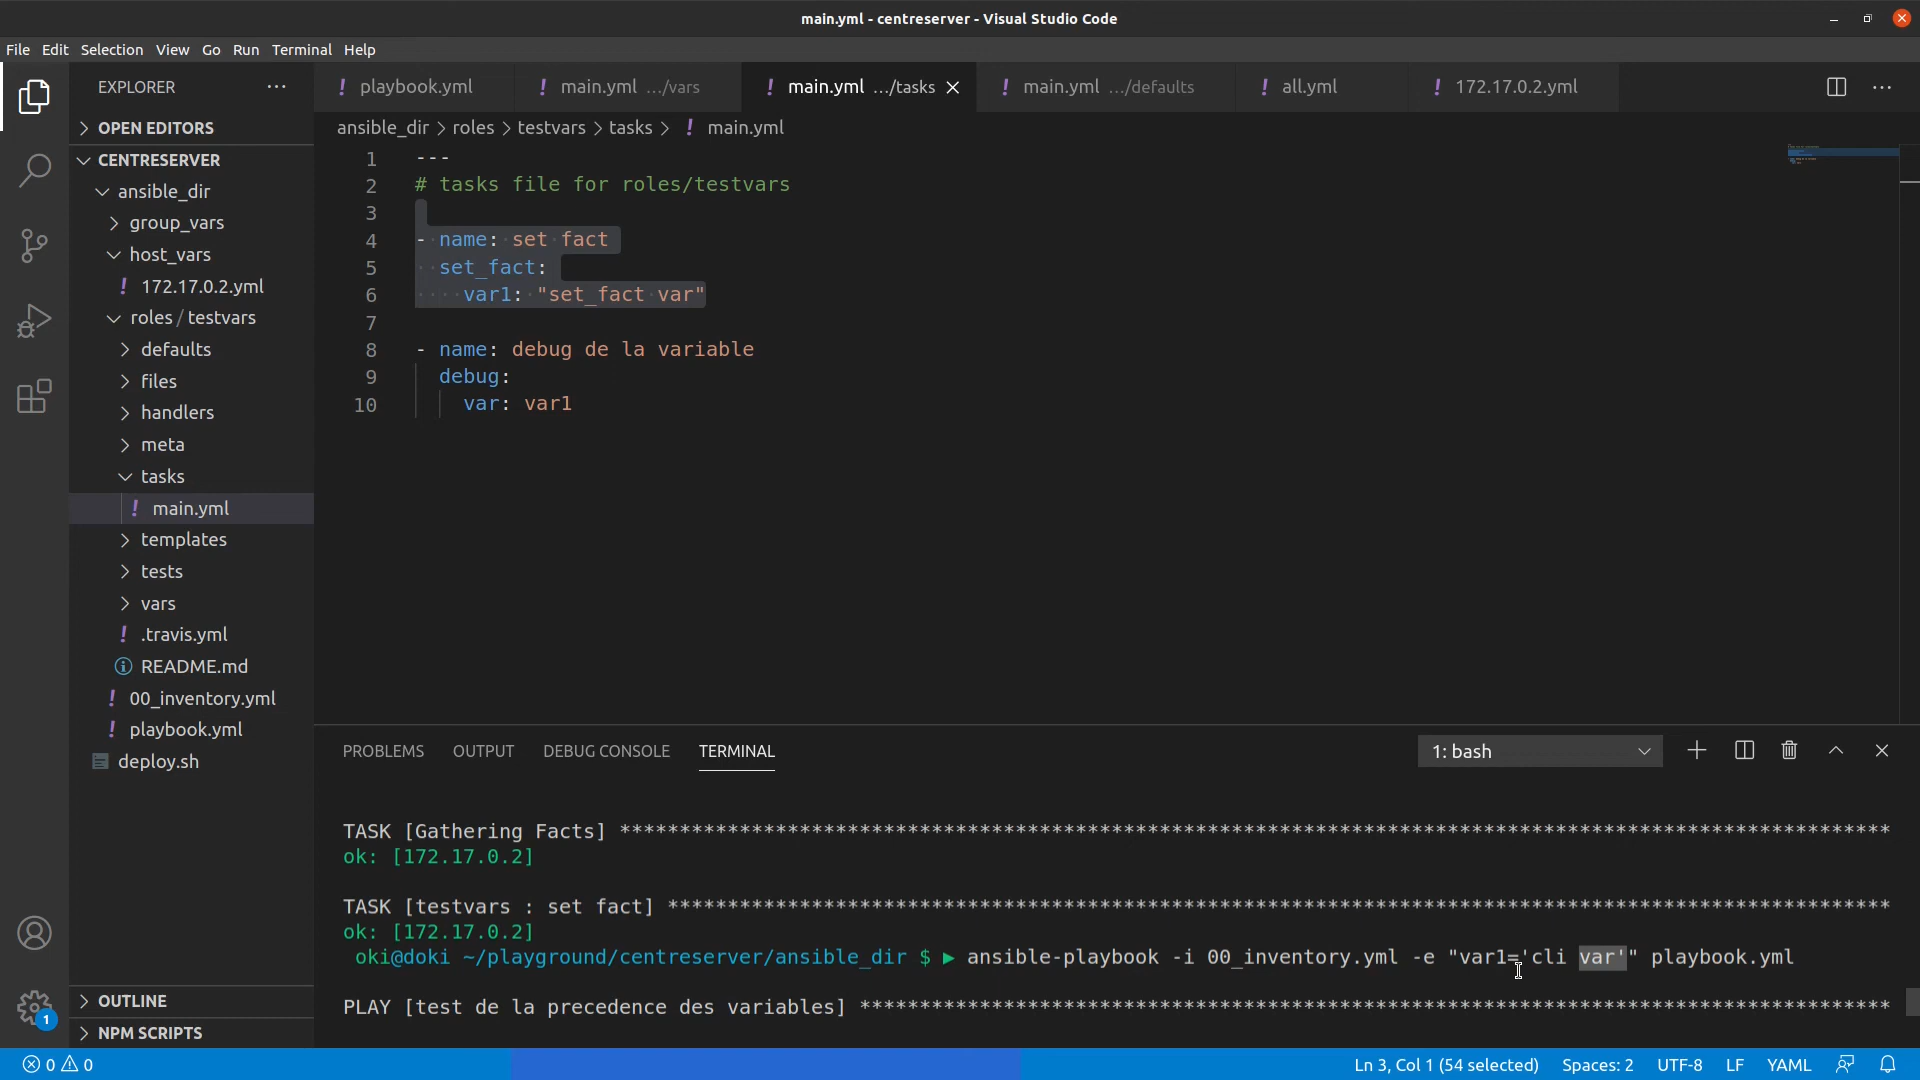 main.yml - centreserver - Visual Studio Code
File Edit Selection View Go Run Terminal Help
EXPLORER
OPEN EDITORS
CENTRESERVER
ansible_dir
group_vars
host_vars
! 172.17.0.2.yml
roles / testvars
defaults
files
handlers
meta
tasks
! main.yml
templates
tests
vars
! .travis.yml
README.md
! 00_inventory.yml
! playbook.yml
deploy.sh
OUTLINE
NPM SCRIPTS
1
! playbook.yml ! main.yml .../vars ! main.yml .../tasks ! main.yml .../defaults ! all.yml ! 172.17.0.2.yml
ansible_dir > roles > testvars > tasks > ! main.yml
1 ---
2 # tasks file for roles/testvars
3
4 - name: set fact
5 set_fact:
6 var1: "set_fact var"
7
8 - name: debug de la variable
9 debug:
10 var: var1
PROBLEMS OUTPUT DEBUG CONSOLE TERMINAL
1: bash
TASK [Gathering Facts] **********************************************************************************************************
ok: [172.17.0.2]
TASK [testvars : set fact] ******************************************************************************************************
ok: [172.17.0.2]
oki@doki ~/playground/centreserver/ansible_dir $ ▶ ansible-playbook -i 00_inventory.yml -e "var1='cli var'" playbook.yml
PLAY [test de la precedence des variables] **************************************************************************************
0 0
Ln 3, Col 1 (54 selected) Spaces: 2 UTF-8 LF YAML